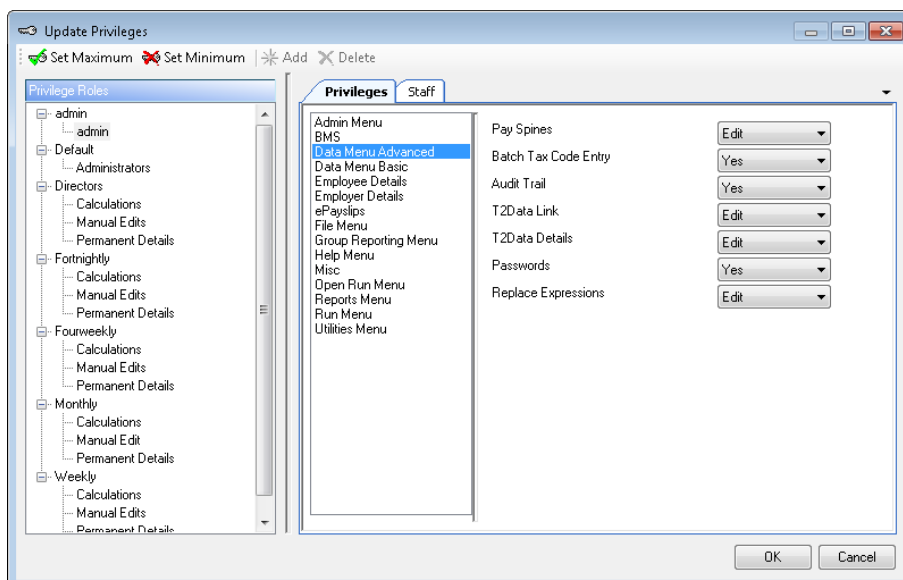 Update Privileges
Set Maximum Set Minimum Add Delete
Privilege Roles
admin
admin
Default
Administrators
Directors
Calculations
Manual Edits
Permanent Details
Fortnightly
Calculations
Manual Edits
Permanent Details
Fourweekly
Calculations
Manual Edits
Permanent Details
Monthly
Calculations
Manual Edit
Permanent Details
Weekly
Calculations
Manual Edits
Permanent Details
Privileges Staff
Admin Menu
BMS
Data Menu Advanced
Data Menu Basic
Employee Details
Employer Details
ePayslips
File Menu
Group Reporting Menu
Help Menu
Misc
Open Run Menu
Reports Menu
Run Menu
Utilities Menu
Pay Spines Edit
Batch Tax Code Entry Yes
Audit Trail Yes
T2Data Link Edit
T2Data Details Edit
Passwords Yes
Replace Expressions Edit
OK Cancel